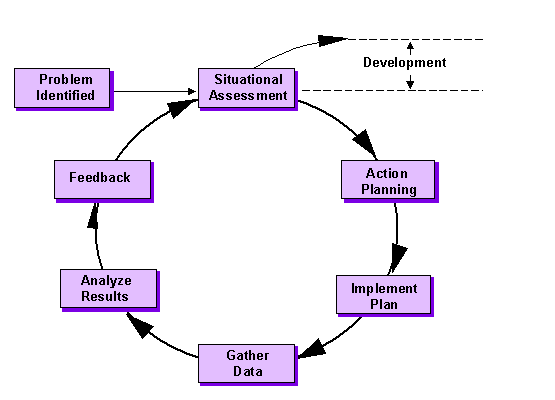 Problem
Identified
Situational
Assessment
Development
Action
Planning
Implement
Plan
Gather
Data
Analyze
Results
Feedback